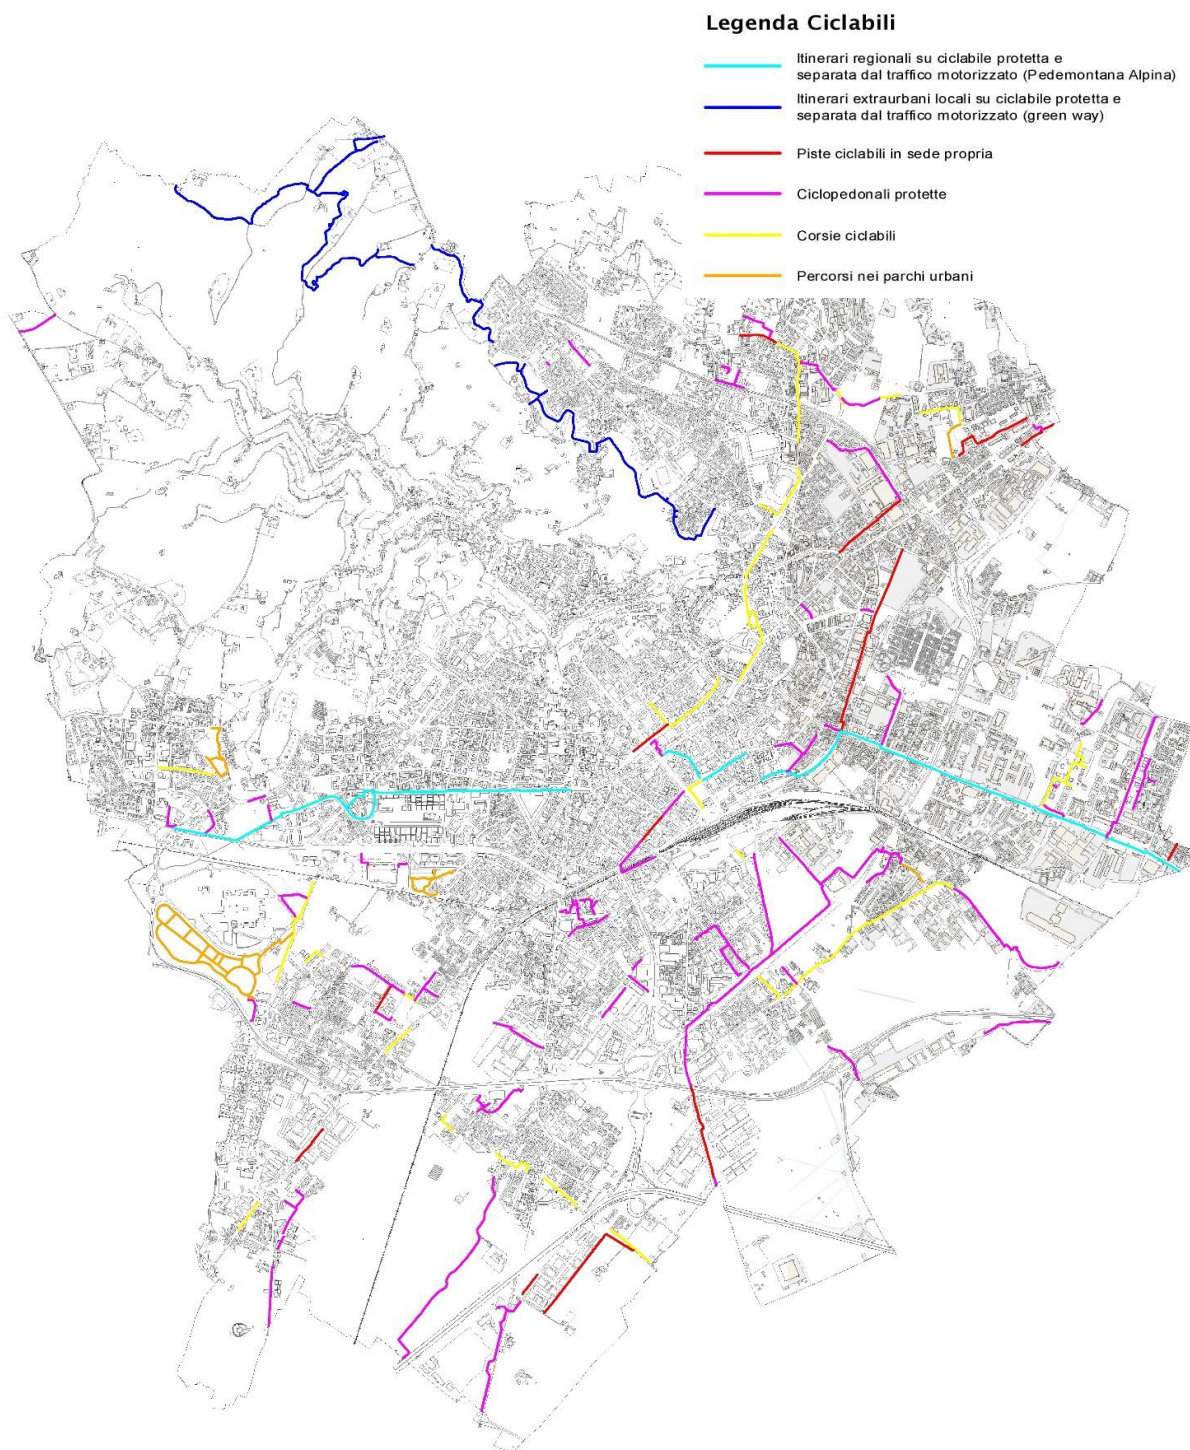 Legenda Ciclabili
Itinerari regionali su ciclabile protetta e
separata dal traffico motorizzato (Pedemontana Alpina)
Itinerari extraurbani locali su ciclabile protetta e
separata dal traffico motorizzato (green way)
Piste ciclabili in sede propria
Ciclopedonali protette
Corsie ciclabili
Percorsi nei parchi urbani